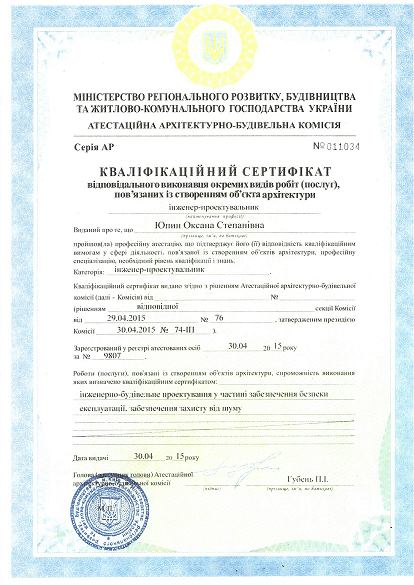 МІНІСТЕРСТВО РЕГІОНАЛЬНОГО РОЗВИТКУ, БУДІВНИЦТВА
ТА ЖИТЛОВО-КОМУНАЛЬНОГО ГОСПОДАРСТВА УКРАЇНИ
АТЕСТАЦІЙНА АРХІТЕКТУРНО-БУДІВЕЛЬНА КОМІСІЯ
Серія АР №011034
КВАЛІФІКАЦІЙНИЙ СЕРТИФІКАТ
відповідального виконавця окремих видів робіт (послуг),
пов'язаних із створенням об'єкта архітектури
інженер-проектувальник
(найменування професії)
Виданий про те, що Юпин Оксана Степанівна
(прізвище, ім'я, по батькові)
пройшов(ла) професійну атестацію, що підтверджує його (її) відповідність кваліфікаційним
вимогам у сфері діяльності, пов'язаної із створенням об'єктів архітектури, професійну
спеціалізацію, необхідний рівень кваліфікації і знань.
Категорія: інженер-проектувальник
Кваліфікаційний сертифікат видано згідно з рішенням Атестаційної архітектурно-будівельної
комісії (далі - Комісія) від №
(рішенням відповідної секції Комісії
від 29.04.2015 № 76 , затвердженим президією
Комісії 30.04.2015 № 74-ІІІ ).
Зареєстрований у реєстрі атестованих осіб 30.04 2015 року
за № 9807
Роботи (послуги), пов'язані із створенням об'єктів архітектури, спроможність виконання
яких визначено кваліфікаційним сертифікатом:
інженерно-будівельне проектування у частині забезпечення безпеки
експлуатації, забезпечення захисту від шуму
Дата видачі 30.04 2015 року
Голова (заступник голови) Атестаційної
архітектурно-будівельної комісії Губень П.І.
(підпис) (прізвище, ім'я, по батькові)
М.П.